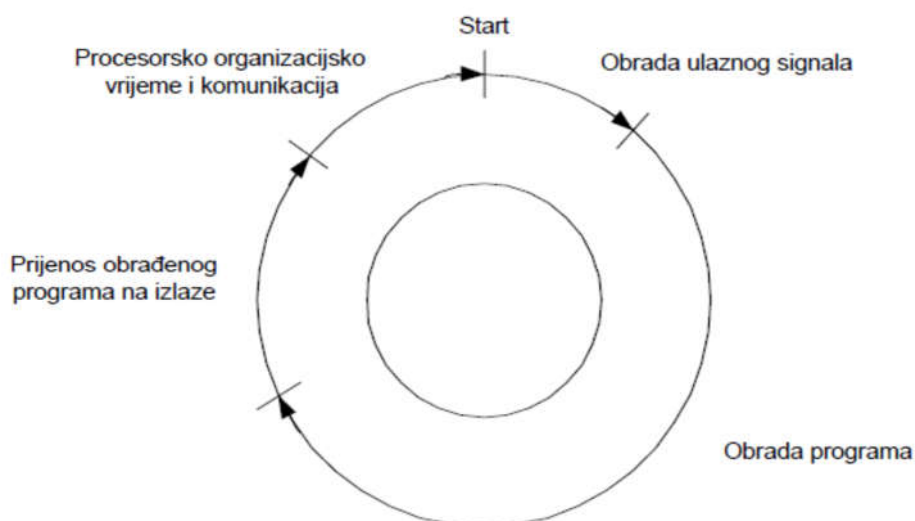 Start
Procesorsko organizacijsko
vrijeme i komunikacija
Obrada ulaznog signala
Prijenos obrađenog
programa na izlaze
Obrada programa